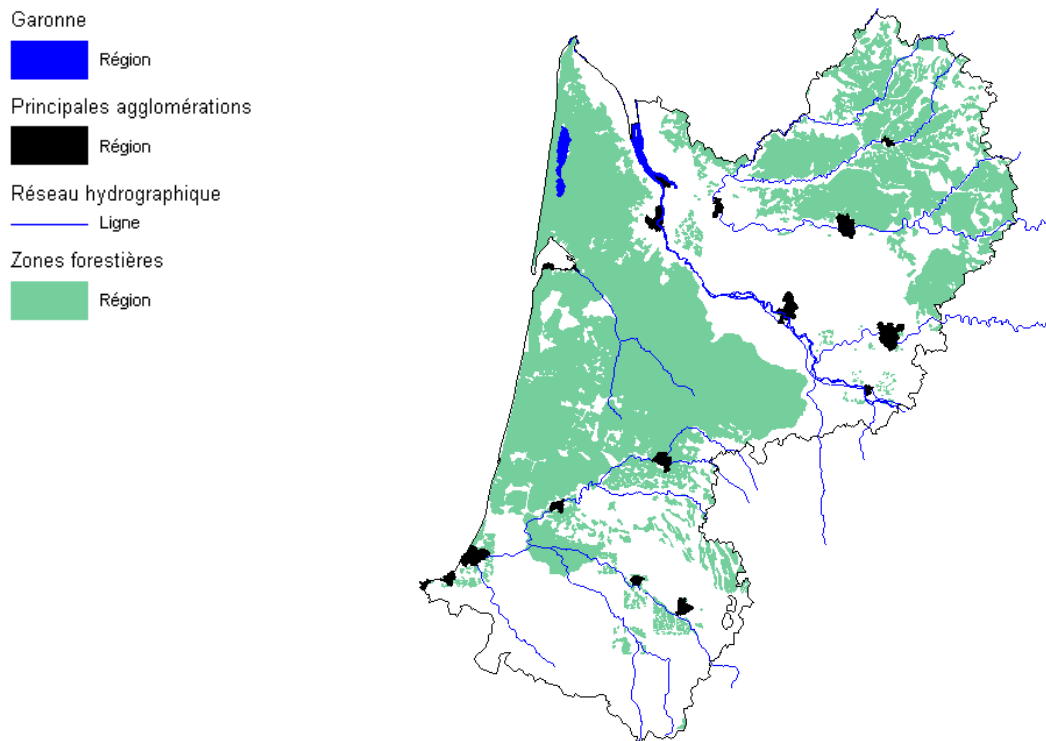 Garonne
Région
Principales agglomérations
Région
Réseau hydrographique
Ligne
Zones forestières
Région